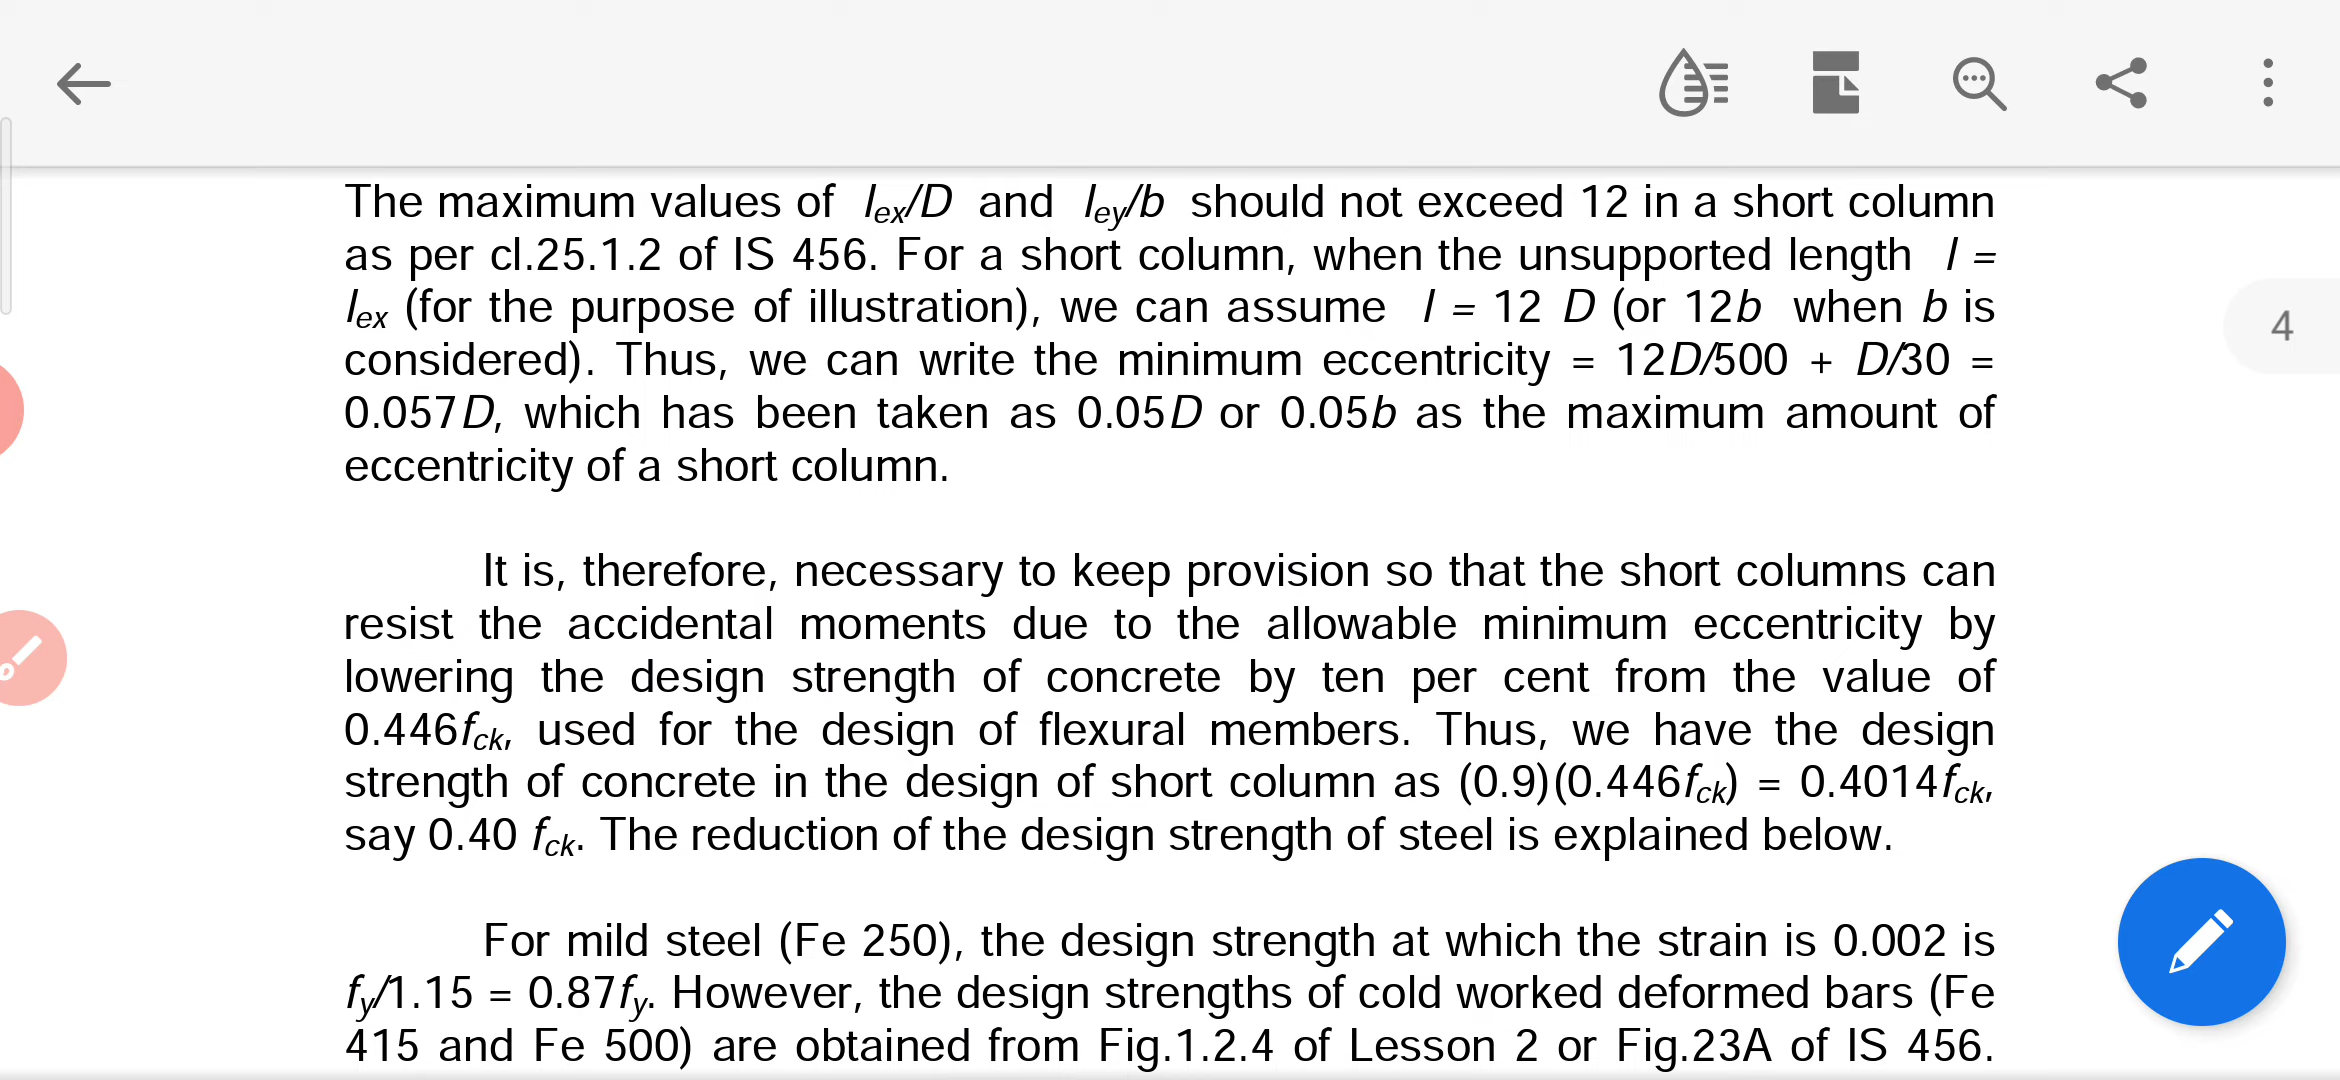 The maximum values of lex/D and ley/b should not exceed 12 in a short column
as per cl.25.1.2 of IS 456. For a short column, when the unsupported length l =
lex (for the purpose of illustration), we can assume l = 12 D (or 12b when b is
considered). Thus, we can write the minimum eccentricity = 12D/500 + D/30 =
0.057D, which has been taken as 0.05D or 0.05b as the maximum amount of
eccentricity of a short column.
4
It is, therefore, necessary to keep provision so that the short columns can
resist the accidental moments due to the allowable minimum eccentricity by
lowering the design strength of concrete by ten per cent from the value of
0.446fck, used for the design of flexural members. Thus, we have the design
strength of concrete in the design of short column as (0.9)(0.446fck) = 0.4014fck,
say 0.40 fck. The reduction of the design strength of steel is explained below.
For mild steel (Fe 250), the design strength at which the strain is 0.002 is
fy/1.15 = 0.87fy. However, the design strengths of cold worked deformed bars (Fe
415 and Fe 500) are obtained from Fig.1.2.4 of Lesson 2 or Fig.23A of IS 456.